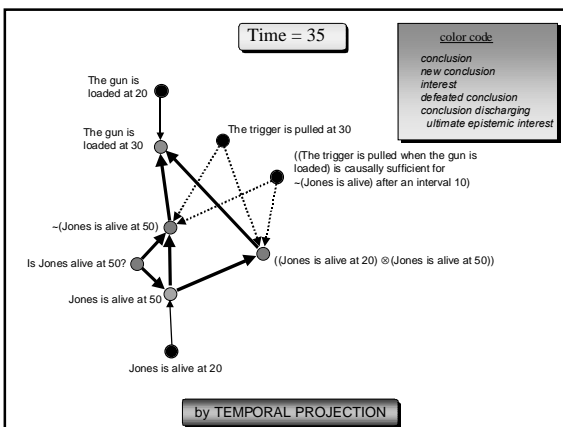 Time = 35
color code
conclusion
new conclusion
interest
defeated conclusion
conclusion discharging
ultimate epistemic interest
The gun is
loaded at 20
The gun is
loaded at 30
The trigger is pulled at 30
((The trigger is pulled when the gun is
loaded) is causally sufficient for
~(Jones is alive) after an interval 10)
~(Jones is alive at 50)
Is Jones alive at 50?
((Jones is alive at 20) ⊗(Jones is alive at 50))
Jones is alive at 50
Jones is alive at 20
by TEMPORAL PROJECTION